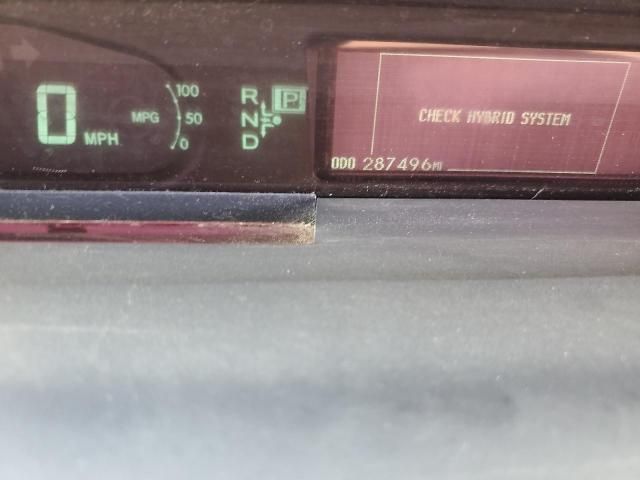 0 MPH
MPG
100
50
0
R
N
D
P
CHECK HYBRID SYSTEM
ODO 287496MI